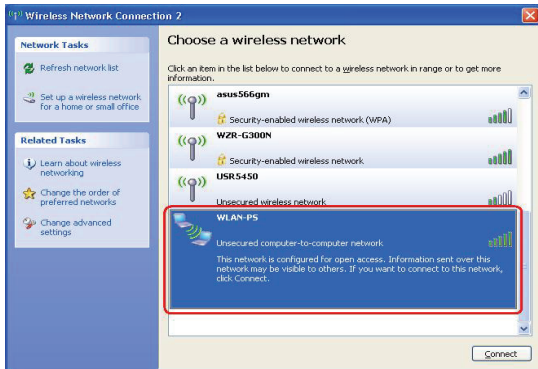 Wireless Network Connection 2
Network Tasks
Refresh network list
Set up a wireless network
for a home or small office
Related Tasks
Learn about wireless
networking
Change the order of
preferred networks
Change advanced
settings
Choose a wireless network
Click an item in the list below to connect to a wireless network in range or to get more
information.
asus566gm
Security-enabled wireless network (WPA)
WZR-G300N
Security-enabled wireless network
USR5450
Unsecured wireless network
WLAN-PS
Unsecured computer-to-computer network
This network is configured for open access. Information sent over this
network may be visible to others. If you want to connect to this network,
click Connect.
Connect